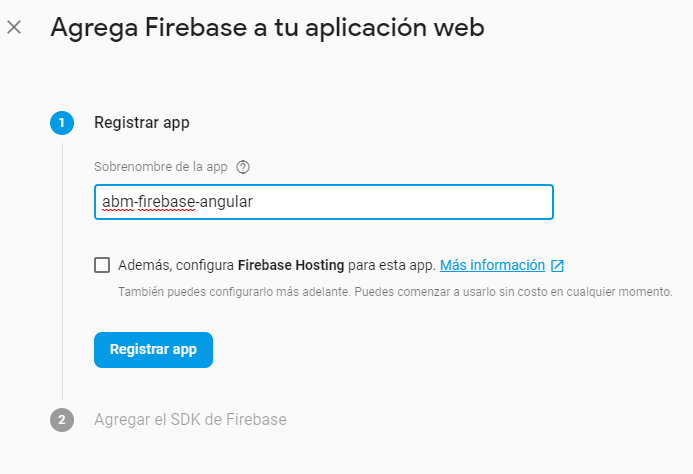 Agrega Firebase a tu aplicación web
1 Registrar app
Sobrenombre de la app
abm-firebase-angular
Además, configura Firebase Hosting para esta app. Más información
También puedes configurarlo más adelante. Puedes comenzar a usarlo sin costo en cualquier momento.
Registrar app
2 Agregar el SDK de Firebase